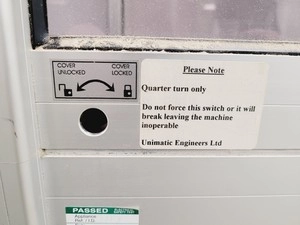 COVER UNLOCKED
COVER LOCKED
Please Note
Quarter turn only
Do not force this switch or it will
break leaving the machine
inoperable
Unimatic Engineers Ltd
PASSED
Appliance